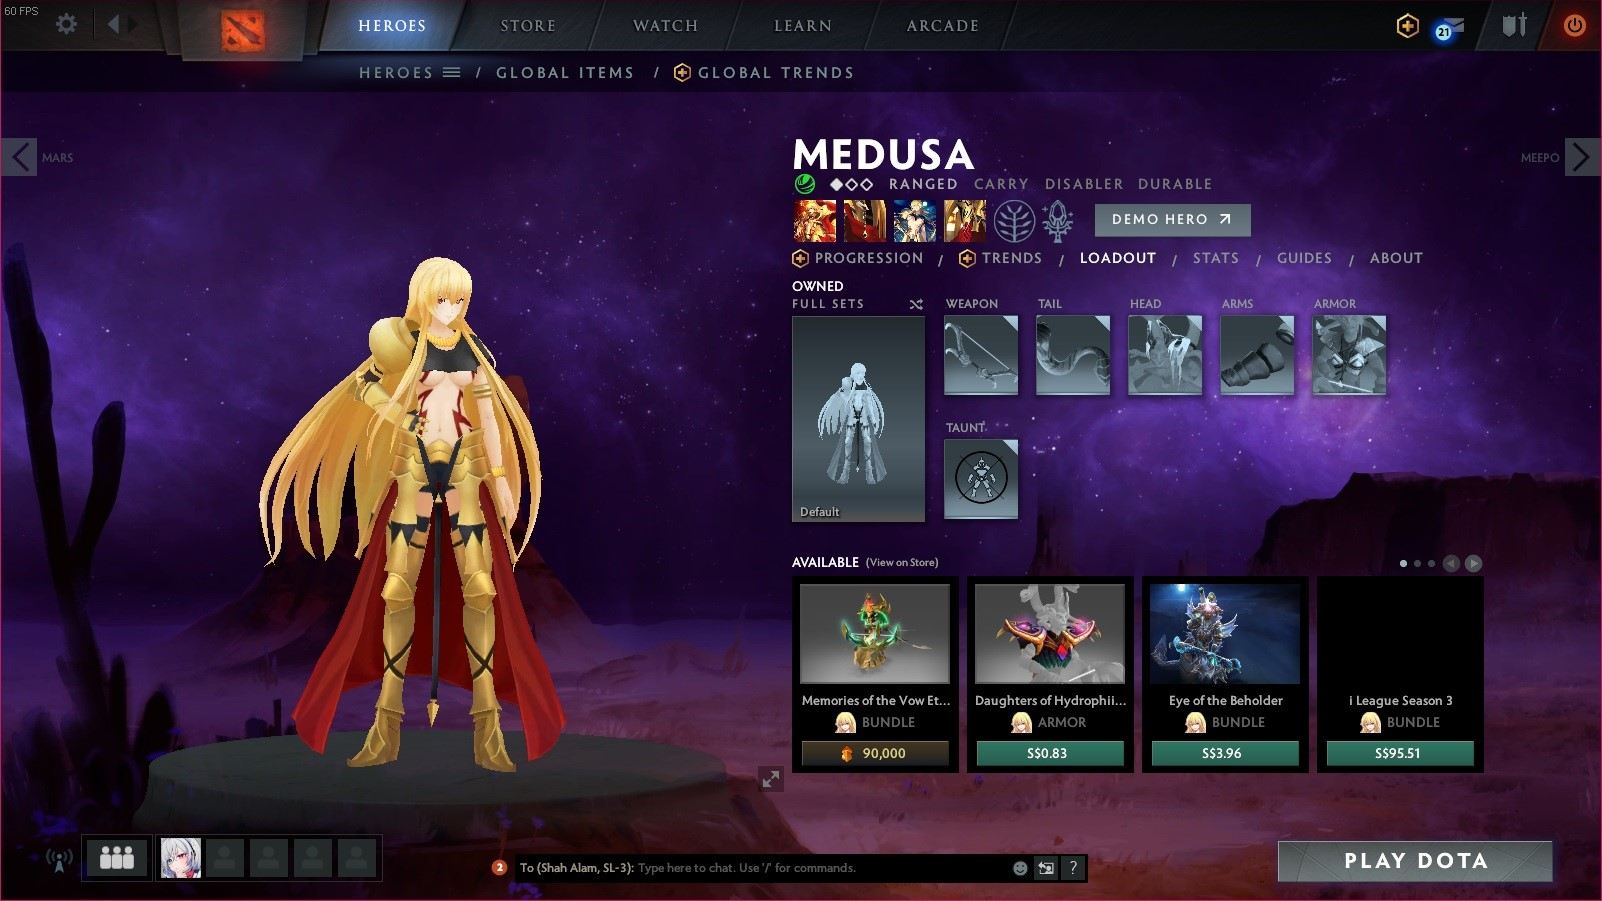 60 FPS
HEROES STORE WATCH LEARN ARCADE
21
HEROES / GLOBAL ITEMS / GLOBAL TRENDS
MARS
MEEPO
MEDUSA
RANGED CARRY DISABLER DURABLE
DEMO HERO
PROGRESSION / TRENDS / LOADOUT / STATS / GUIDES / ABOUT
OWNED
FULL SETS WEAPON TAIL HEAD ARMS ARMOR
TAUNT
Default
AVAILABLE (View on Store)
Memories of the Vow Et... Daughters of Hydrophii... Eye of the Beholder i League Season 3
BUNDLE ARMOR BUNDLE BUNDLE
90,000 S$0.83 S$3.96 S$95.51
2 To (Shah Alam, SL-3): Type here to chat. Use '/' for commands. ?
PLAY DOTA